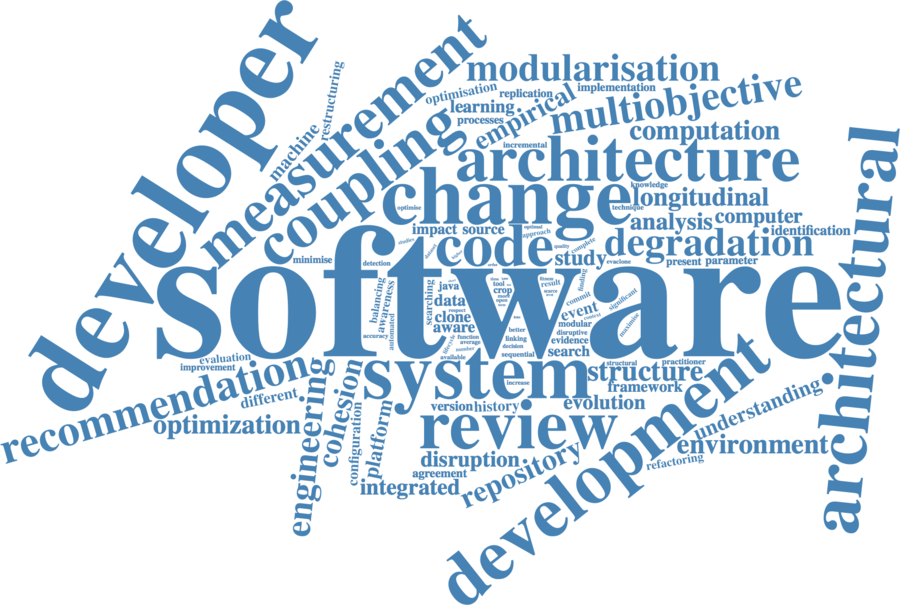 developer
restructuring
machine
measurement
coupling
optimisation
replication
implementation
modularisation
learning
processes
empirical
multiobjective
incremental
computation
architecture
change
optimise
knowledge
technique
longitudinal
analysis
computer
identification
impact
source
optimal
approach
code
study
degradation
quality
complete
studies
minimise
detection
evaclone
present
parameter
software
architectural
balancing
awareness
automated
accuracy
searching
java
data
respect
clone
aware
function
average
number
available
tool
crop
open
result
finding
commit
significant
event
context
maximise
modular
disruptive
evidence
better
linking
decision
sequential
search
evaluation
improvement
recommendation
different
optimization
engineering
cohesion
configuration
platform
system
increase
structural
practitioner
structure
framework
version
history
evolution
review
disruption
agreement
integrated
repository
development
understanding
environment
refactoring